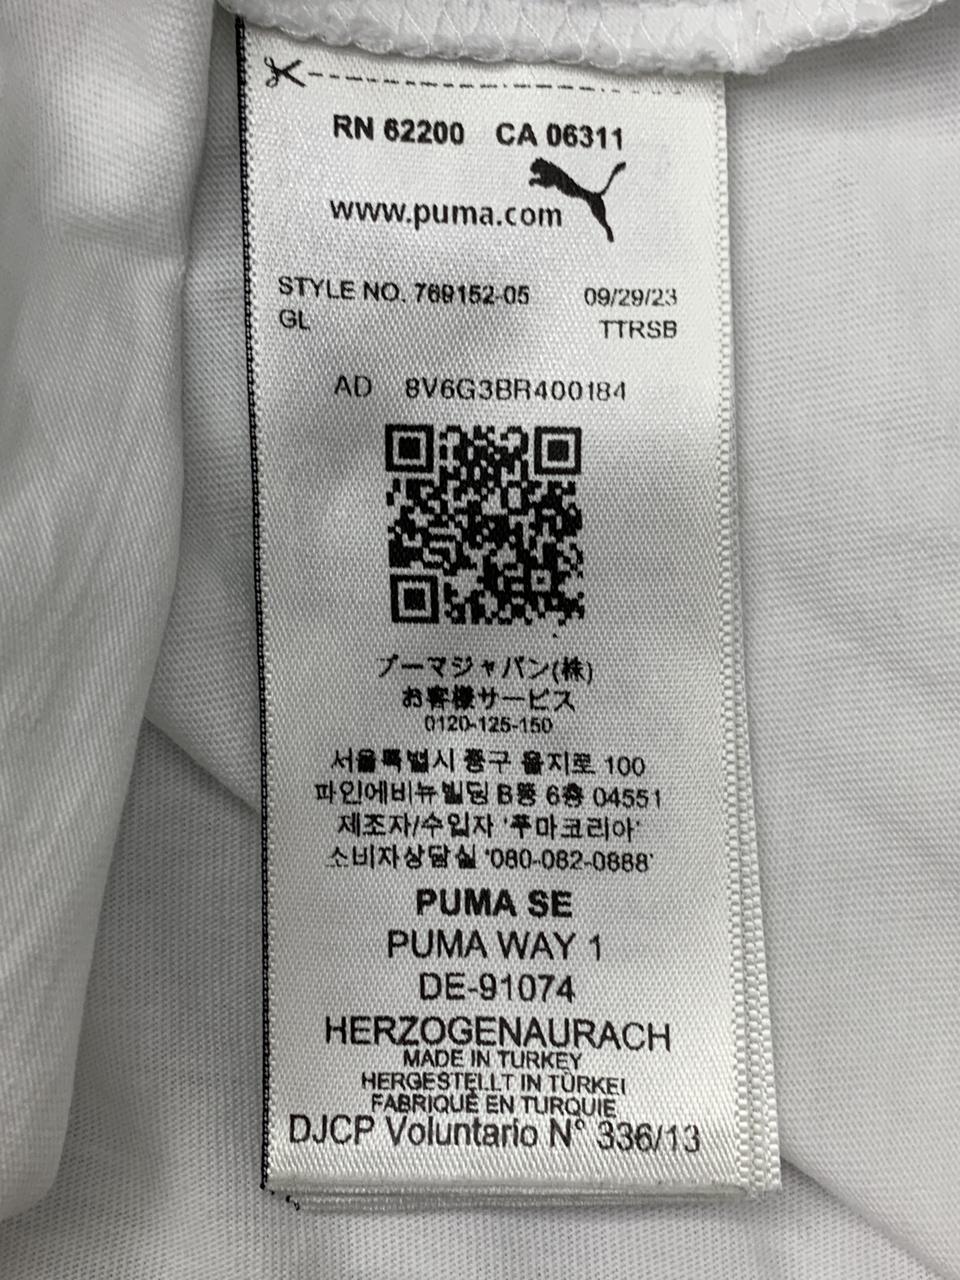 RN 62200 CA 06311
www.puma.com
STYLE NO. 769152-05 09/29/23
GL TTRSB
AD 8V6G3BR400184
プーマジャパン(株)
お客様サービス
0120-125-150
서울특별시 중구 을지로 100
파인에비뉴빌딩 B동 6층 04551
제조자/수입자 '푸마코리아'
소비자상담실 '080-082-0888'
PUMA SE
PUMA WAY 1
DE-91074
HERZOGENAURACH
MADE IN TURKEY
HERGESTELLT IN TÜRKEI
FABRIQUÉ EN TURQUIE
DJCP Voluntario N° 336/13